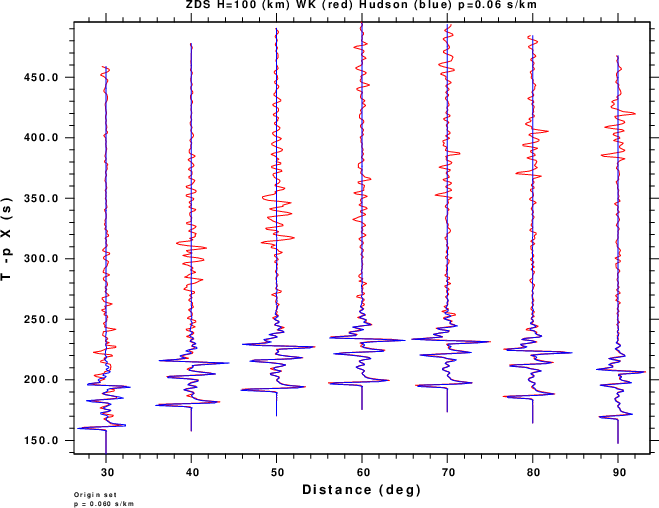 ZDS H=100 (km) WK (red) Hudson (blue) p=0.06 s/km
450.0
400.0
350.0
300.0
250.0
200.0
150.0
T -p X (s)
30 40 50 60 70 80 90
Distance (deg)
Origin set
p = 0.060 s/km